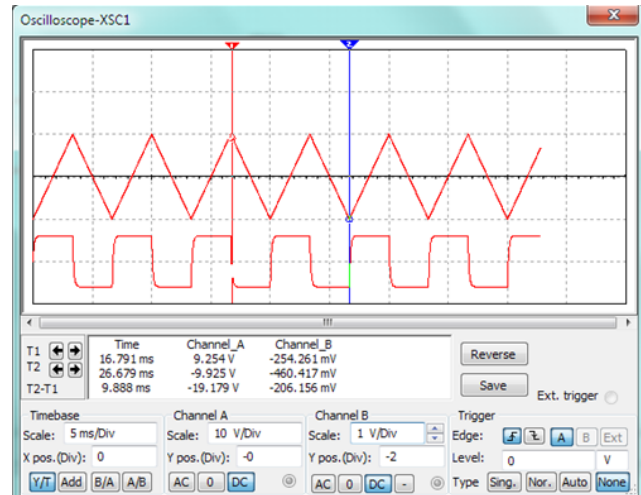 Oscilloscope-XSC1
1 2
T1 Time Channel_A Channel_B Reverse
T2 16.791 ms 9.254 V -254.261 mV
26.679 ms -9.925 V -460.417 mV
T2-T1 9.888 ms -19.179 V -206.156 mV Save Ext. trigger
Timebase Channel A Channel B Trigger
Scale: 5 ms/Div Scale: 10 V/Div Scale: 1 V/Div Edge: A B Ext
X pos.(Div): 0 Y pos.(Div): -0 Y pos.(Div): -2 Level: 0 V
Y/T Add B/A A/B AC 0 DC AC 0 DC - Type Sing. Nor. Auto None